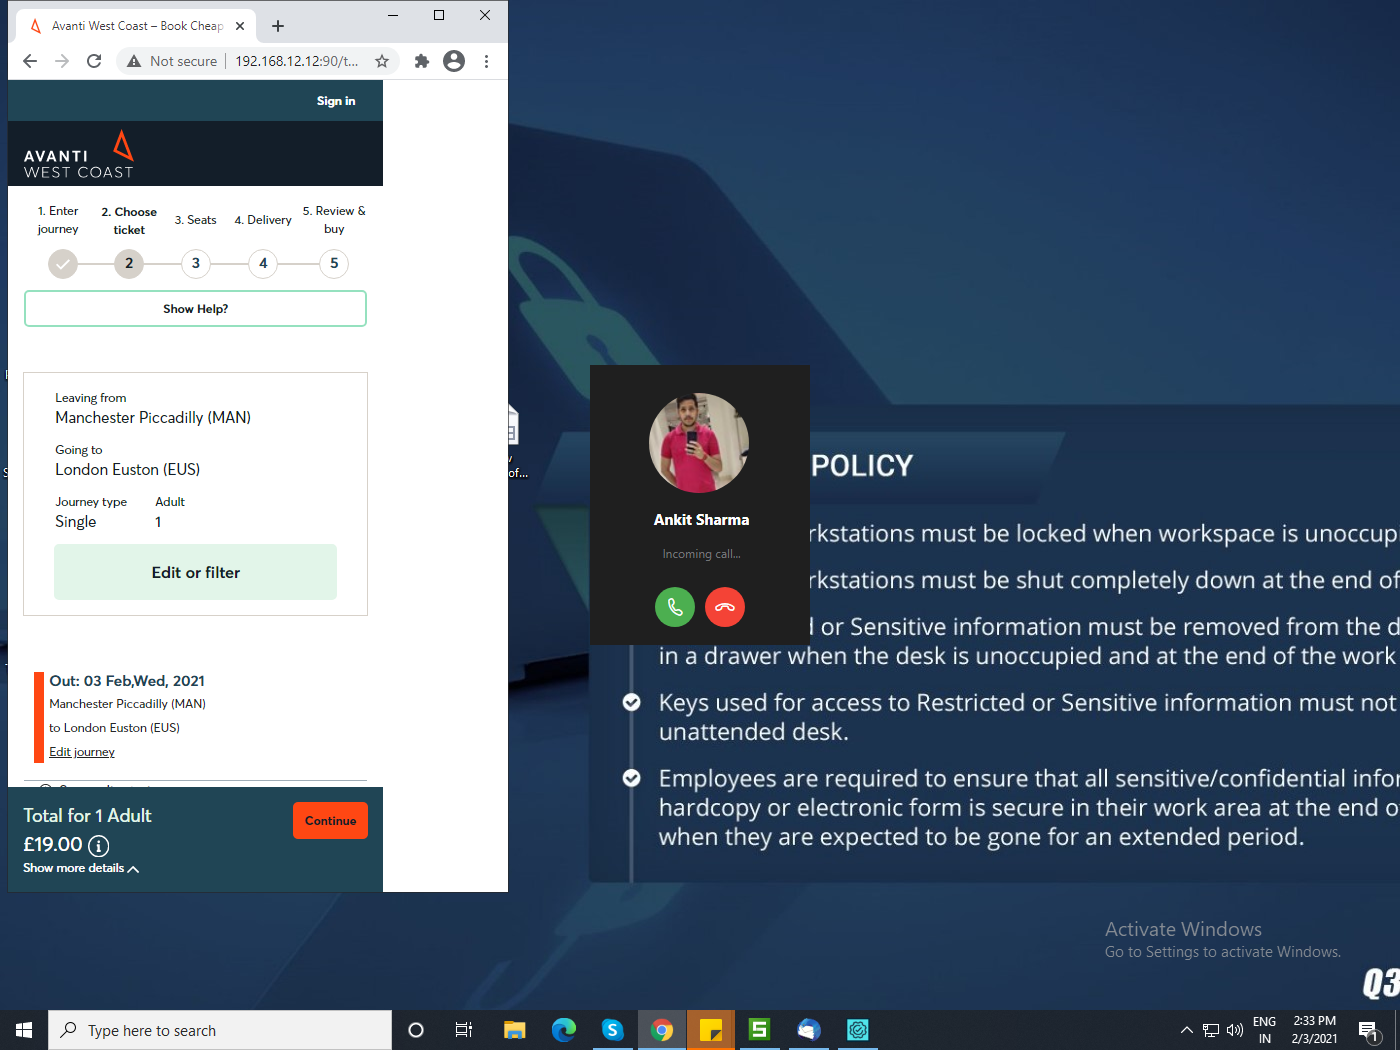 Avanti West Coast – Book Cheap
Not secure
192.168.12.12:90/t...
Sign in
AVANTI
WEST COAST
1. Enter
journey
2. Choose
ticket
3. Seats
4. Delivery
5. Review &
buy
2
3
4
5
Show Help?
Leaving from
Manchester Piccadilly (MAN)
Going to
London Euston (EUS)
Journey type
Adult
Single
1
Edit or filter
Out: 03 Feb,Wed, 2021
Manchester Piccadilly (MAN)
to London Euston (EUS)
Edit journey
Total for 1 Adult
£19.00
Show more details
Continue
of...
Ankit Sharma
Incoming call...
POLICY
rkstations must be locked when workspace is unoccup
rkstations must be shut completely down at the end of
or Sensitive information must be removed from the d
in a drawer when the desk is unoccupied and at the end of the work
Keys used for access to Restricted or Sensitive information must not
unattended desk.
Employees are required to ensure that all sensitive/confidential infor
hardcopy or electronic form is secure in their work area at the end o
when they are expected to be gone for an extended period.
Activate Windows
Go to Settings to activate Windows.
Q3
Type here to search
ENG
IN
2:33 PM
2/3/2021
1